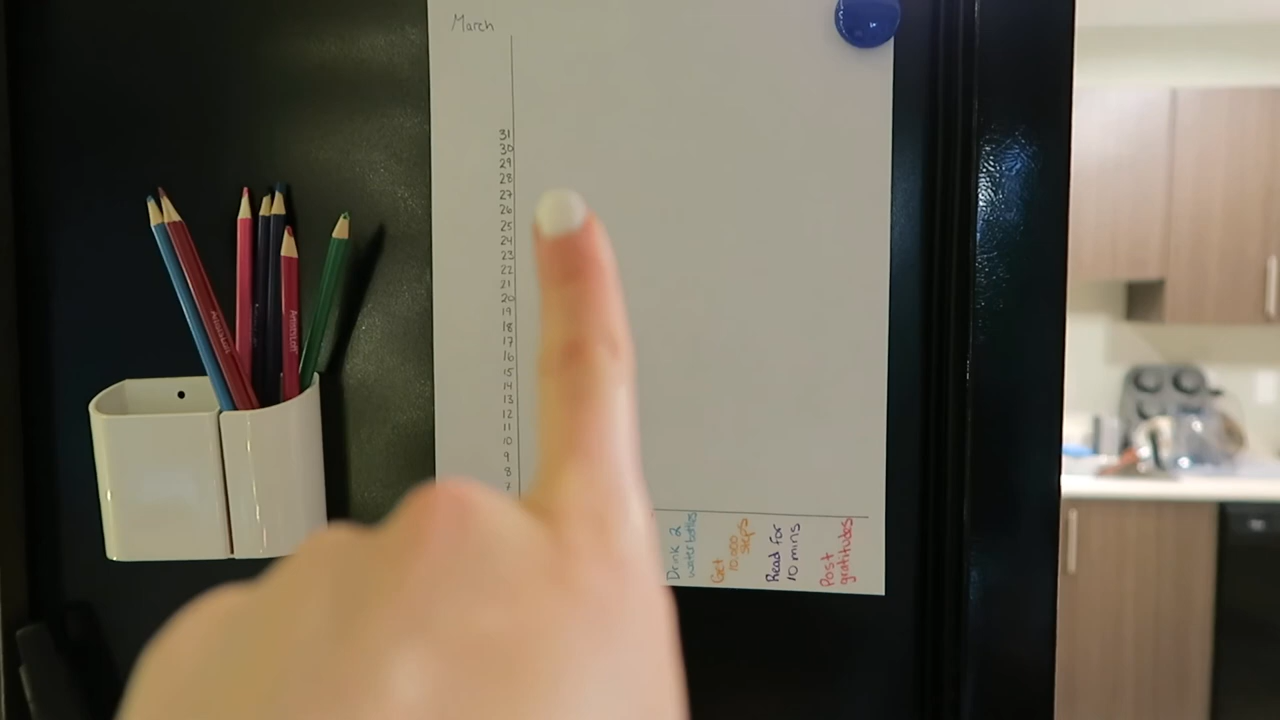 March
31
30
29
28
27
26
25
24
23
22
21
20
19
18
17
16
15
14
13
12
11
10
9
8
7
Drink 2
water bottles
Get
10,000
steps
Read for
10 mins
Post
gratitudes